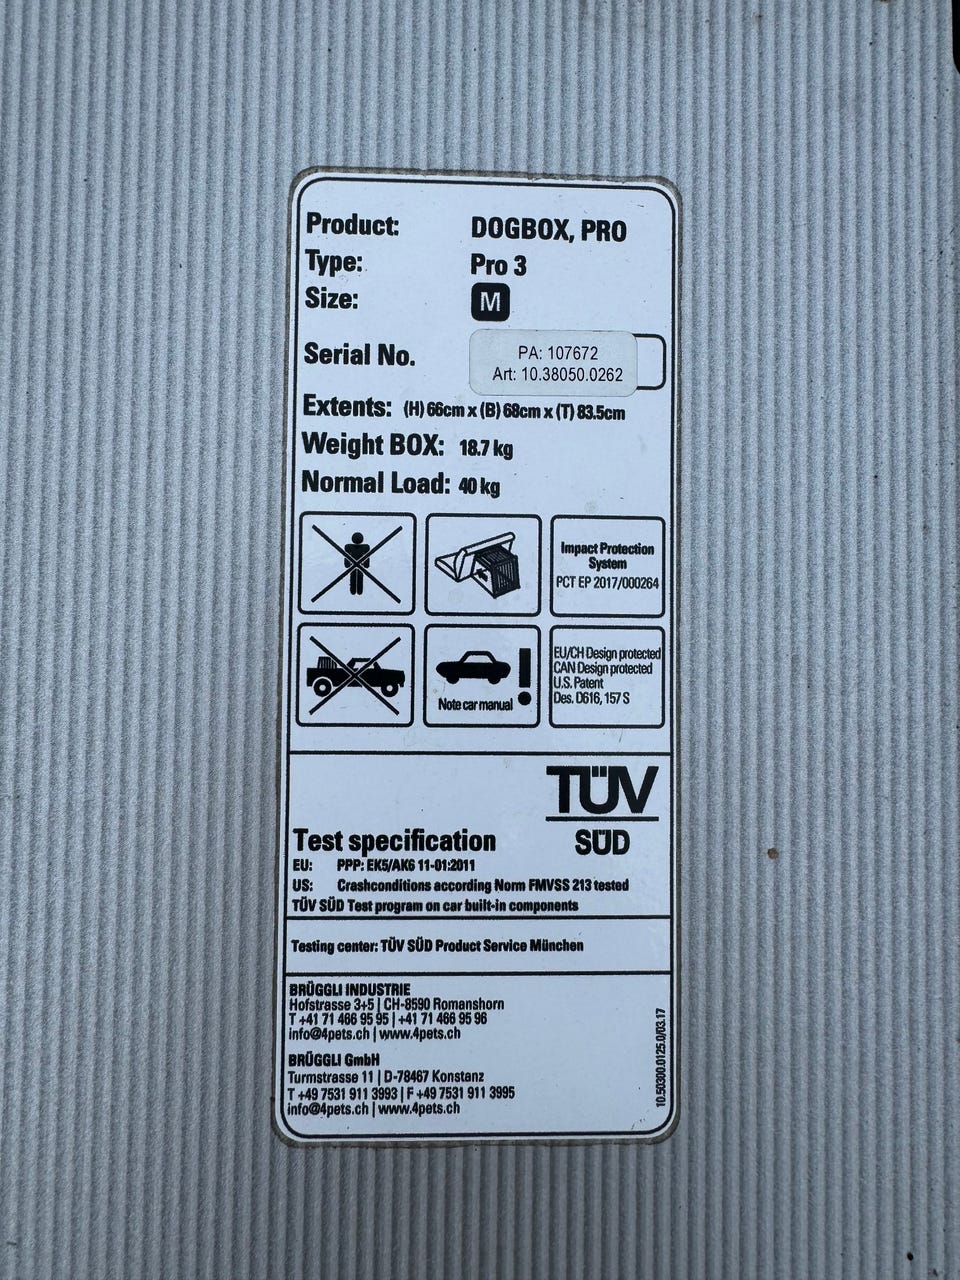 Product: DOGBOX, PRO
Type: Pro 3
Size: M
Serial No. PA: 107672
Art: 10.38050.0262
Extents: (H) 66cm x (B) 68cm x (T) 83.5cm
Weight BOX: 18.7 kg
Normal Load: 40 kg
Impact Protection
System
PCT EP 2017/000264
Note car manual !
EU/CH Design protected
CAN Design protected
U.S. Patent
Des. D616, 157 S
TÜV
SÜD
Test specification
EU: PPP: EK5/AK6 11-01:2011
US: Crashconditions according Norm FMVSS 213 tested
TÜV SÜD Test program on car built-in components
Testing center: TÜV SÜD Product Service München
BRÜGGLI INDUSTRIE
Hofstrasse 3+5 | CH-8590 Romanshorn
T +41 71 466 95 95 | +41 71 466 95 96
info@4pets.ch | www.4pets.ch
BRÜGGLI GmbH
Turmstrasse 11 | D-78467 Konstanz
T +49 7531 911 3993 | F +49 7531 911 3995
info@4pets.ch | www.4pets.ch
10.50300.0125.0/03.17